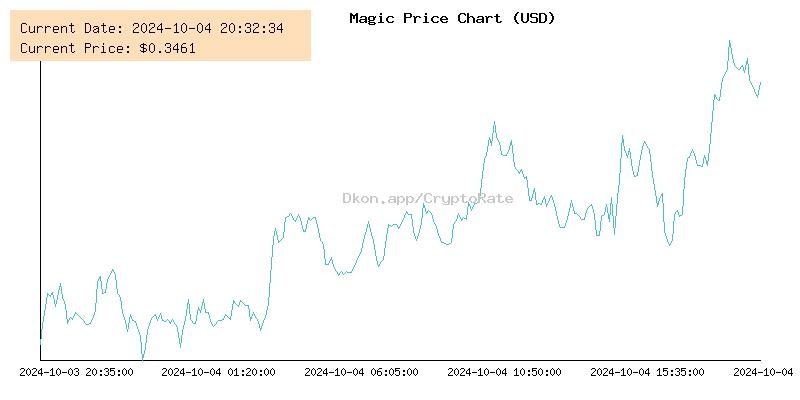 Magic Price Chart (USD)
Current Date: 2024-10-04 20:32:34
Current Price: $0.3461
Dkon.app/CryptoRate
2024-10-03 20:35:00 2024-10-04 01:20:00 2024-10-04 06:05:00 2024-10-04 10:50:00 2024-10-04 15:35:00 2024-10-04